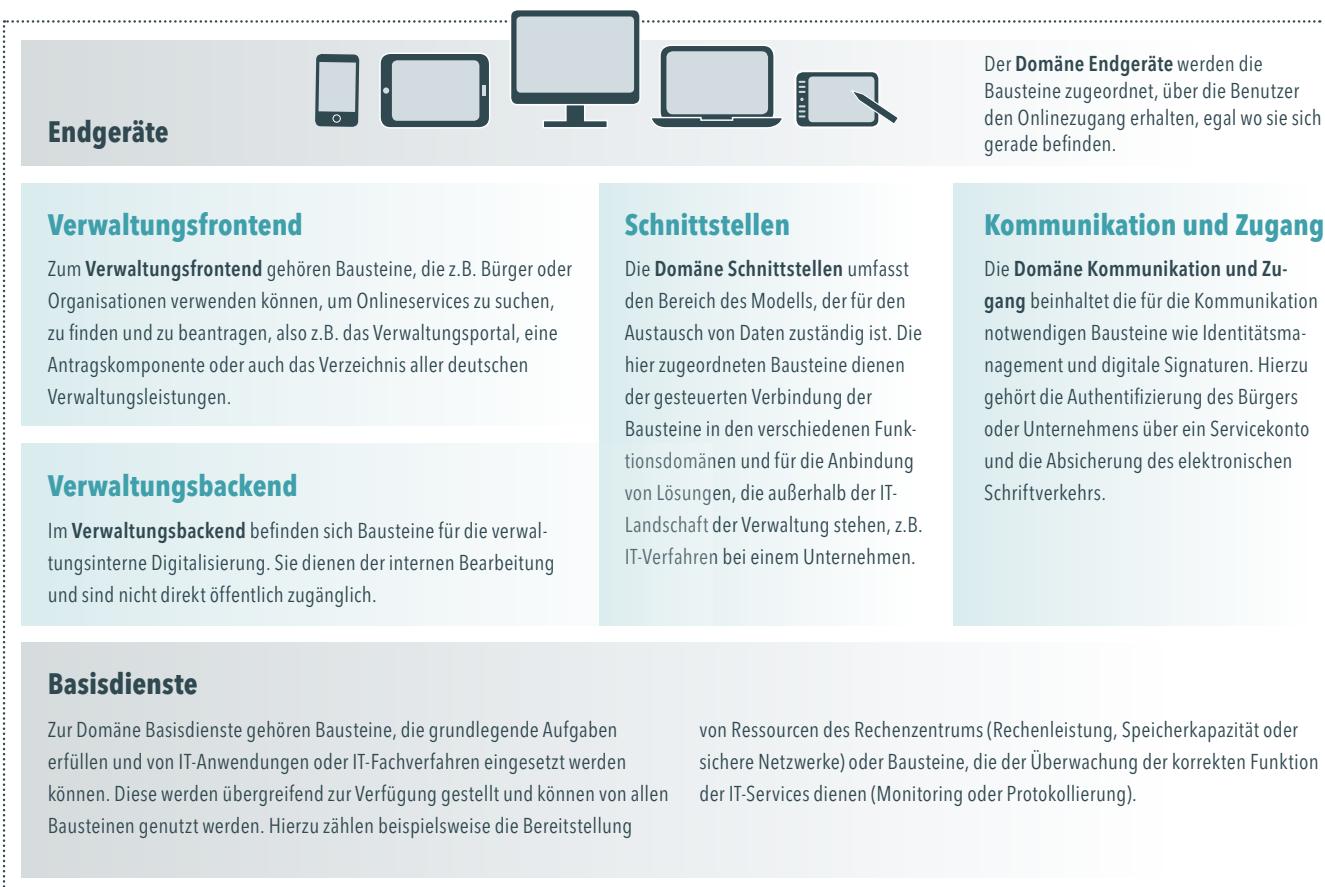 Endgeräte
Der Domäne Endgeräte werden die
Bausteine zugeordnet, über die Benutzer
den Onlinezugang erhalten, egal wo sie sich
gerade befinden.
Verwaltungsfrontend
Zum Verwaltungsfrontend gehören Bausteine, die z.B. Bürger oder
Organisationen verwenden können, um Onlineservices zu suchen,
zu finden und zu beantragen, also z.B. das Verwaltungsportal, eine
Antragskomponente oder auch das Verzeichnis aller deutschen
Verwaltungsleistungen.
Verwaltungsbackend
Im Verwaltungsbackend befinden sich Bausteine für die verwal-
tungsinterne Digitalisierung. Sie dienen der internen Bearbeitung
und sind nicht direkt öffentlich zugänglich.
Schnittstellen
Die Domäne Schnittstellen umfasst
den Bereich des Modells, der für den
Austausch von Daten zuständig ist. Die
hier zugeordneten Bausteine dienen
der gesteuerten Verbindung der
Bausteine in den verschiedenen Funk-
tionsdomänen und für die Anbindung
von Lösungen, die außerhalb der IT-
Landschaft der Verwaltung stehen, z.B.
IT-Verfahren bei einem Unternehmen.
Kommunikation und Zugang
Die Domäne Kommunikation und Zu-
gang beinhaltet die für die Kommunikation
notwendigen Bausteine wie Identitätsma-
nagement und digitale Signaturen. Hierzu
gehört die Authentifizierung des Bürgers
oder Unternehmens über ein Servicekonto
und die Absicherung des elektronischen
Schriftverkehrs.
Basisdienste
Zur Domäne Basisdienste gehören Bausteine, die grundlegende Aufgaben
erfüllen und von IT-Anwendungen oder IT-Fachverfahren eingesetzt werden
können. Diese werden übergreifend zur Verfügung gestellt und können von allen
Bausteinen genutzt werden. Hierzu zählen beispielsweise die Bereitstellung
von Ressourcen des Rechenzentrums (Rechenleistung, Speicherkapazität oder
sichere Netzwerke) oder Bausteine, die der Überwachung der korrekten Funktion
der IT-Services dienen (Monitoring oder Protokollierung).